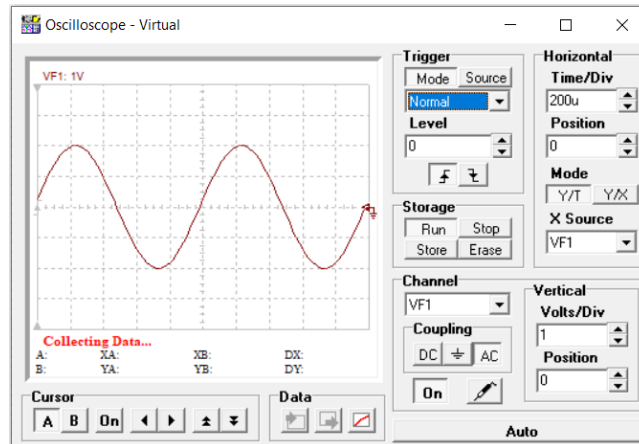 Oscilloscope - Virtual
VF1: 1V
Collecting Data...
A: XA: XB: DX:
B: YA: YB: DY:
Cursor
A B On
Data
Trigger
Mode Source
Normal
Level
0
Storage
Run Stop
Store Erase
Channel
VF1
Coupling
DC AC
On
Horizontal
Time/Div
200u
Position
0
Mode
Y/T Y/X
X Source
VF1
Vertical
Volts/Div
1
Position
0
Auto